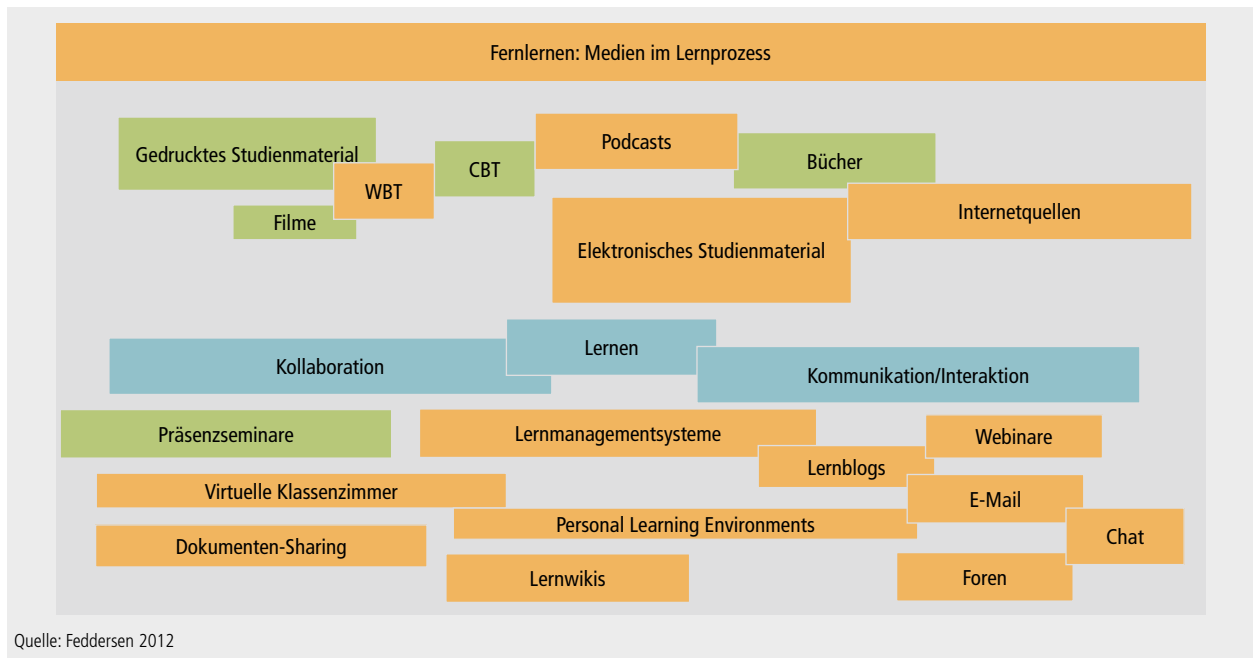 Fernlernen: Medien im Lernprozess
Gedrucktes Studienmaterial
WBT
CBT
Podcasts
Bücher
Filme
Elektronisches Studienmaterial
Internetquellen
Kollaboration
Lernen
Kommunikation/Interaktion
Präsenzseminare
Lernmanagementsysteme
Webinare
Lernblogs
Virtuelle Klassenzimmer
E-Mail
Personal Learning Environments
Dokumenten-Sharing
Chat
Lernwikis
Foren
Quelle: Feddersen 2012